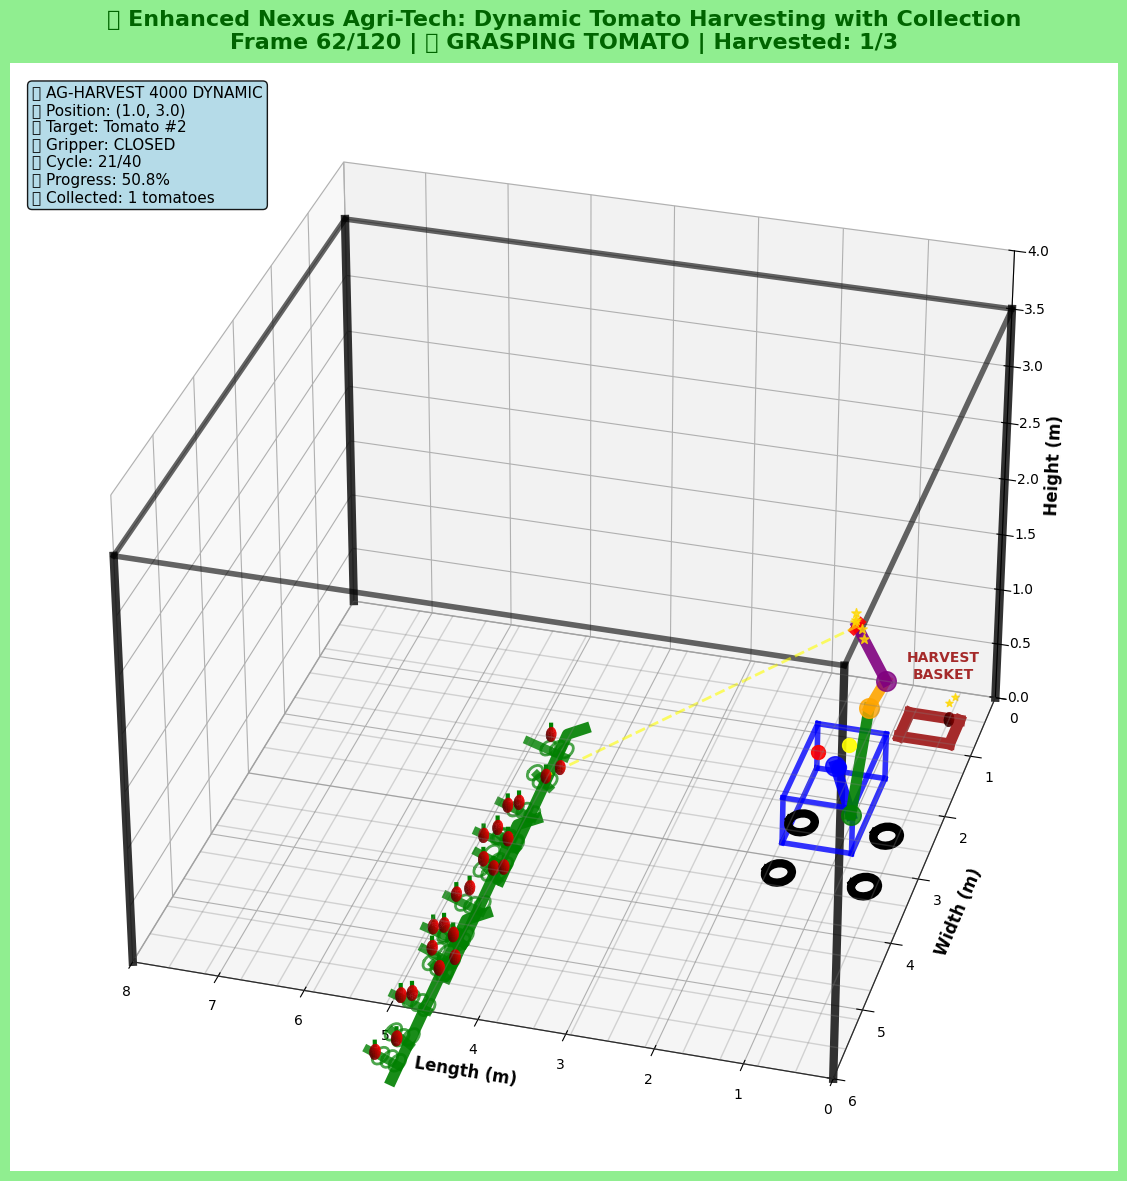 Enhanced Nexus Agri-Tech: Dynamic Tomato Harvesting with Collection
Frame 62/120 | GRASPING TOMATO | Harvested: 1/3
AG-HARVEST 4000 DYNAMIC
Position: (1.0, 3.0)
Target: Tomato #2
Gripper: CLOSED
Cycle: 21/40
Progress: 50.8%
Collected: 1 tomatoes
4.0
3.5
3.0
2.5
2.0
1.5
1.0
0.5
0.0
Height (m)
HARVEST
BASKET
0
1
2
3
4
5
6
Width (m)
8
7
6
5
4
3
2
1
0
Length (m)